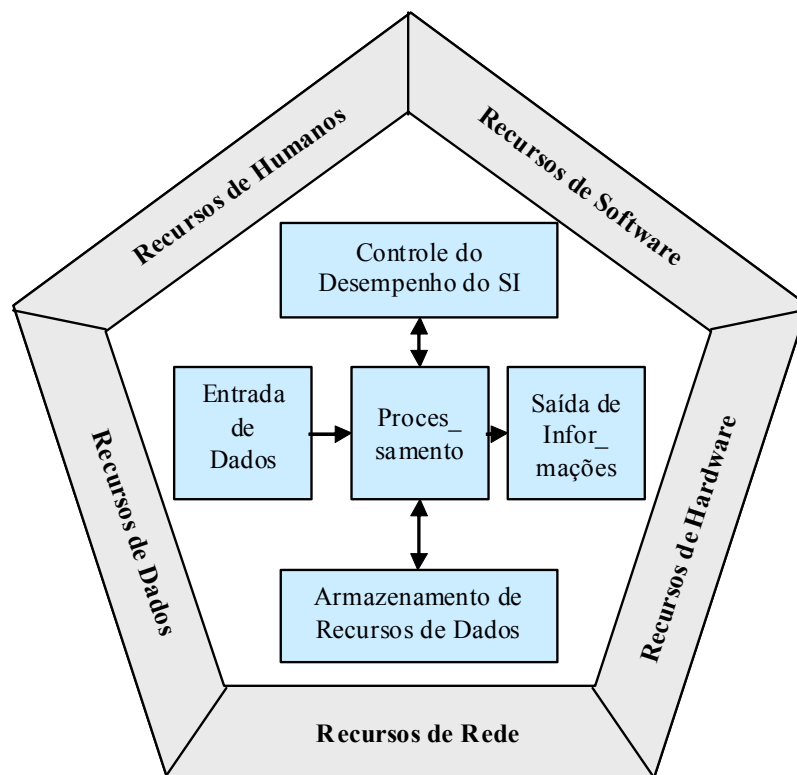 Recursos de Humanos
Recursos de Software
Controle do
Desempenho do SI
Entrada
de
Dados
Proces_
samento
Saída de
Infor_
mações
Recursos de Dados
Recursos de Hardware
Armazenamento de
Recursos de Dados
Recursos de Rede